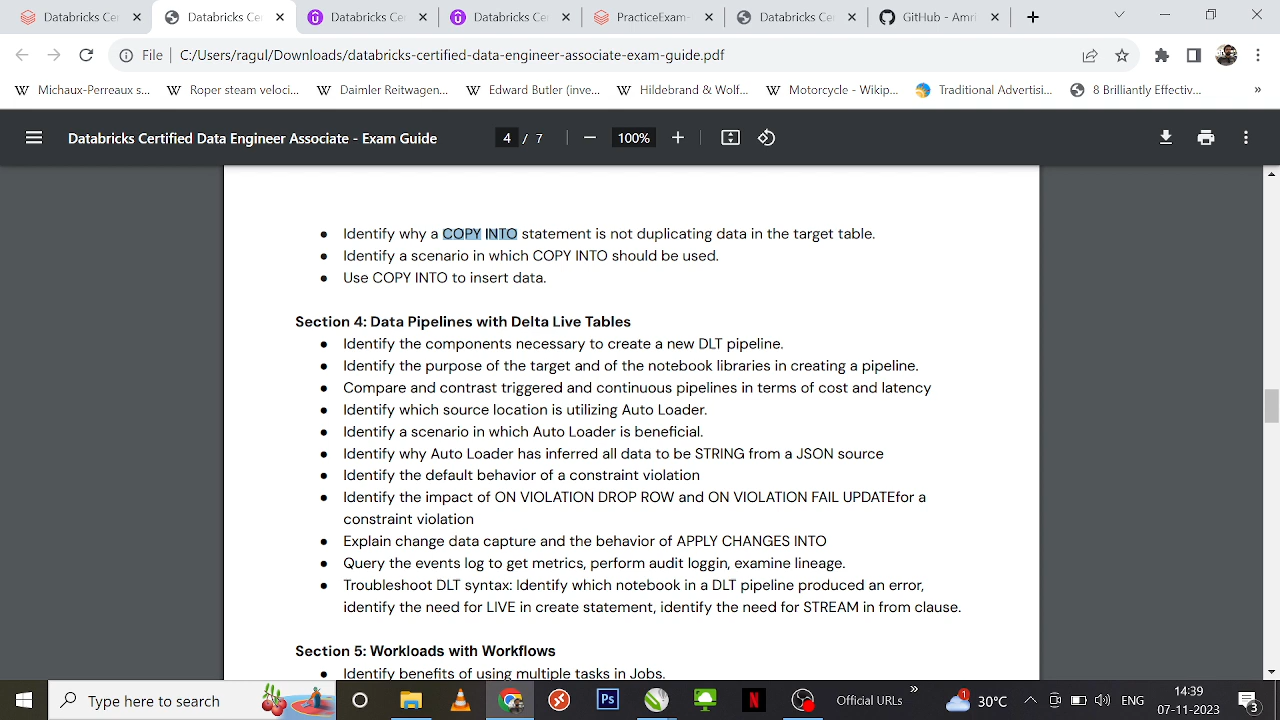 Databricks Cer
Databricks Cer
Databricks Cer
Databricks Cer
PracticeExam-
Databricks Cer
GitHub - Amri
File
C:/Users/ragul/Downloads/databricks-certified-data-engineer-associate-exam-guide.pdf
Michaux-Perreaux s...
Roper steam veloci...
Daimler Reitwagen...
Edward Butler (inve...
Hildebrand & Wolf...
Motorcycle - Wikip...
Traditional Advertisi...
8 Brilliantly Effectiv...
»
Databricks Certified Data Engineer Associate - Exam Guide
4 / 7
100%
• Identify why a COPY INTO statement is not duplicating data in the target table.
• Identify a scenario in which COPY INTO should be used.
• Use COPY INTO to insert data.
Section 4: Data Pipelines with Delta Live Tables
• Identify the components necessary to create a new DLT pipeline.
• Identify the purpose of the target and of the notebook libraries in creating a pipeline.
• Compare and contrast triggered and continuous pipelines in terms of cost and latency
• Identify which source location is utilizing Auto Loader.
• Identify a scenario in which Auto Loader is beneficial.
• Identify why Auto Loader has inferred all data to be STRING from a JSON source
• Identify the default behavior of a constraint violation
• Identify the impact of ON VIOLATION DROP ROW and ON VIOLATION FAIL UPDATEfor a
constraint violation
• Explain change data capture and the behavior of APPLY CHANGES INTO
• Query the events log to get metrics, perform audit loggin, examine lineage.
• Troubleshoot DLT syntax: Identify which notebook in a DLT pipeline produced an error,
identify the need for LIVE in create statement, identify the need for STREAM in from clause.
Section 5: Workloads with Workflows
• Identify benefits of using multiple tasks in Jobs.
Type here to search
Ps
N
Official URLs
»
1
30°C
ENG
14:39
07-11-2023
3